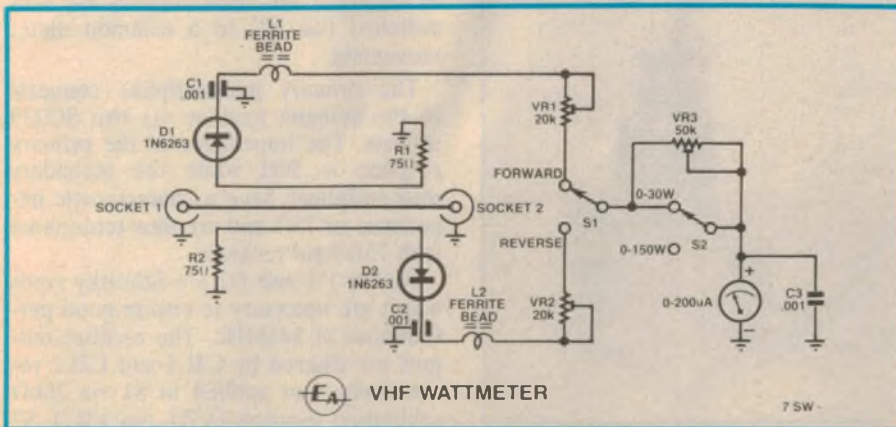 L1
FERRITE
BEAD
C1
.001
D1
1N6263
R1
75Ω
VR1
20k
VR3
50k
FORWARD
0-30W
SOCKET 1
SOCKET 2
S1
REVERSE
S2
0-150W
R2
75Ω
D2
1N6263
L2
FERRITE
BEAD
C2
.001
VR2
20k
+
0-200uA
−
C3
.001
EA VHF WATTMETER
7 SW -